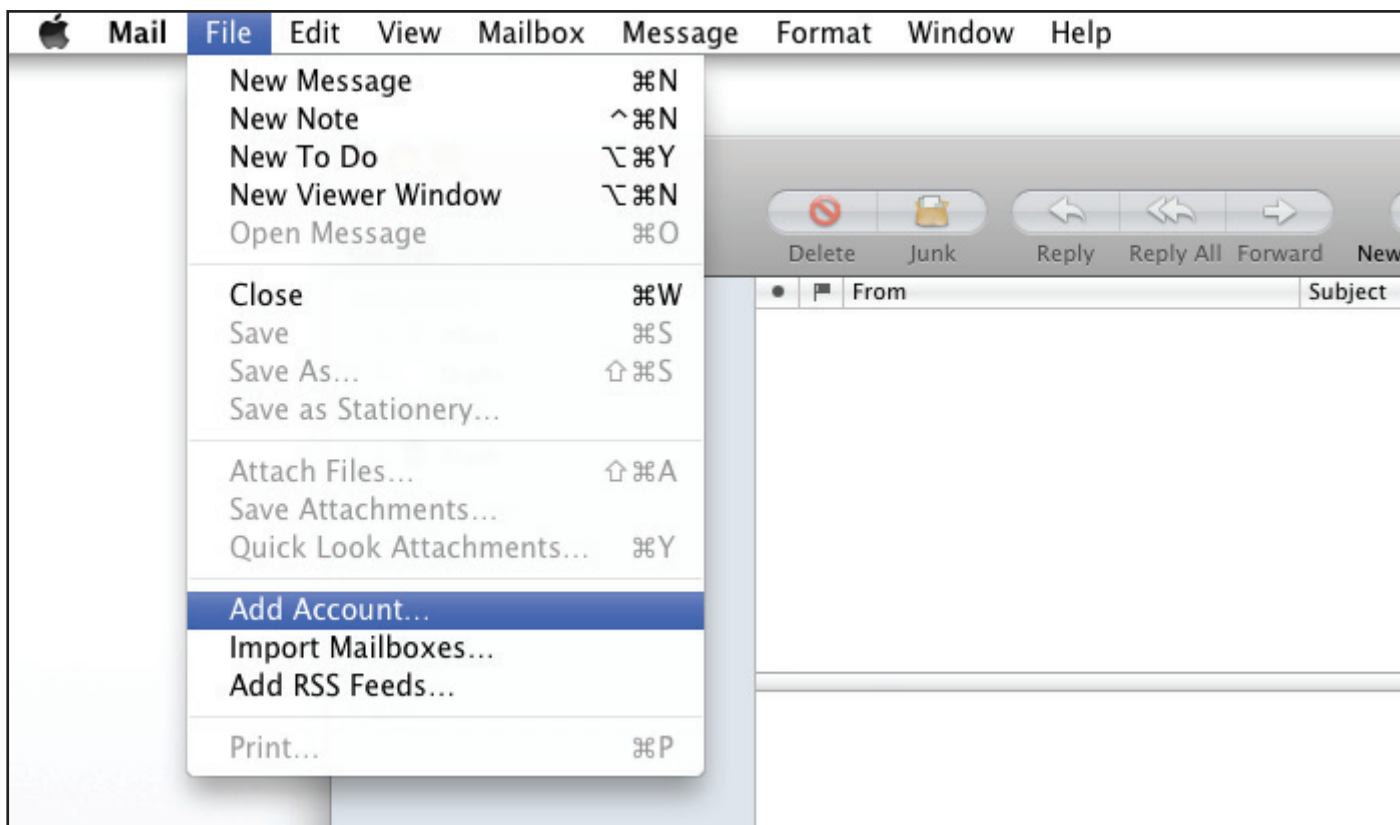 Mail File Edit View Mailbox Message Format Window Help
New Message ⌘N
New Note ^⌘N
New To Do ⌥⌘Y
New Viewer Window ⌥⌘N
Open Message ⌘O
Close ⌘W
Save ⌘S
Save As... ⇧⌘S
Save as Stationery...
Attach Files... ⇧⌘A
Save Attachments...
Quick Look Attachments... ⌘Y
Add Account...
Import Mailboxes...
Add RSS Feeds...
Print... ⌘P
Delete Junk Reply Reply All Forward New
From Subject